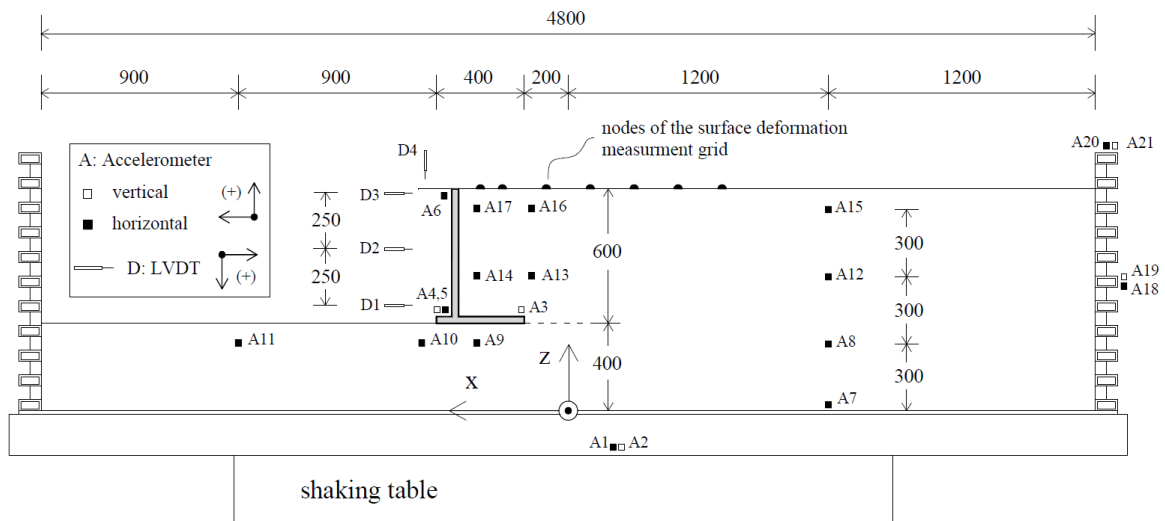 4800
900 900 400 200 1200 1200
nodes of the surface deformation
measurment grid
A: Accelerometer
vertical (+)
horizontal
D: LVDT (+)
D4
D3
D2
D1
250
250
A6
A17 A16
A14 A13
A4,5
A3
A11
A10 A9
600
400
Z
X
A15
A12
A8
A7
300
300
300
A20 A21
A19
A18
A1 A2
shaking table